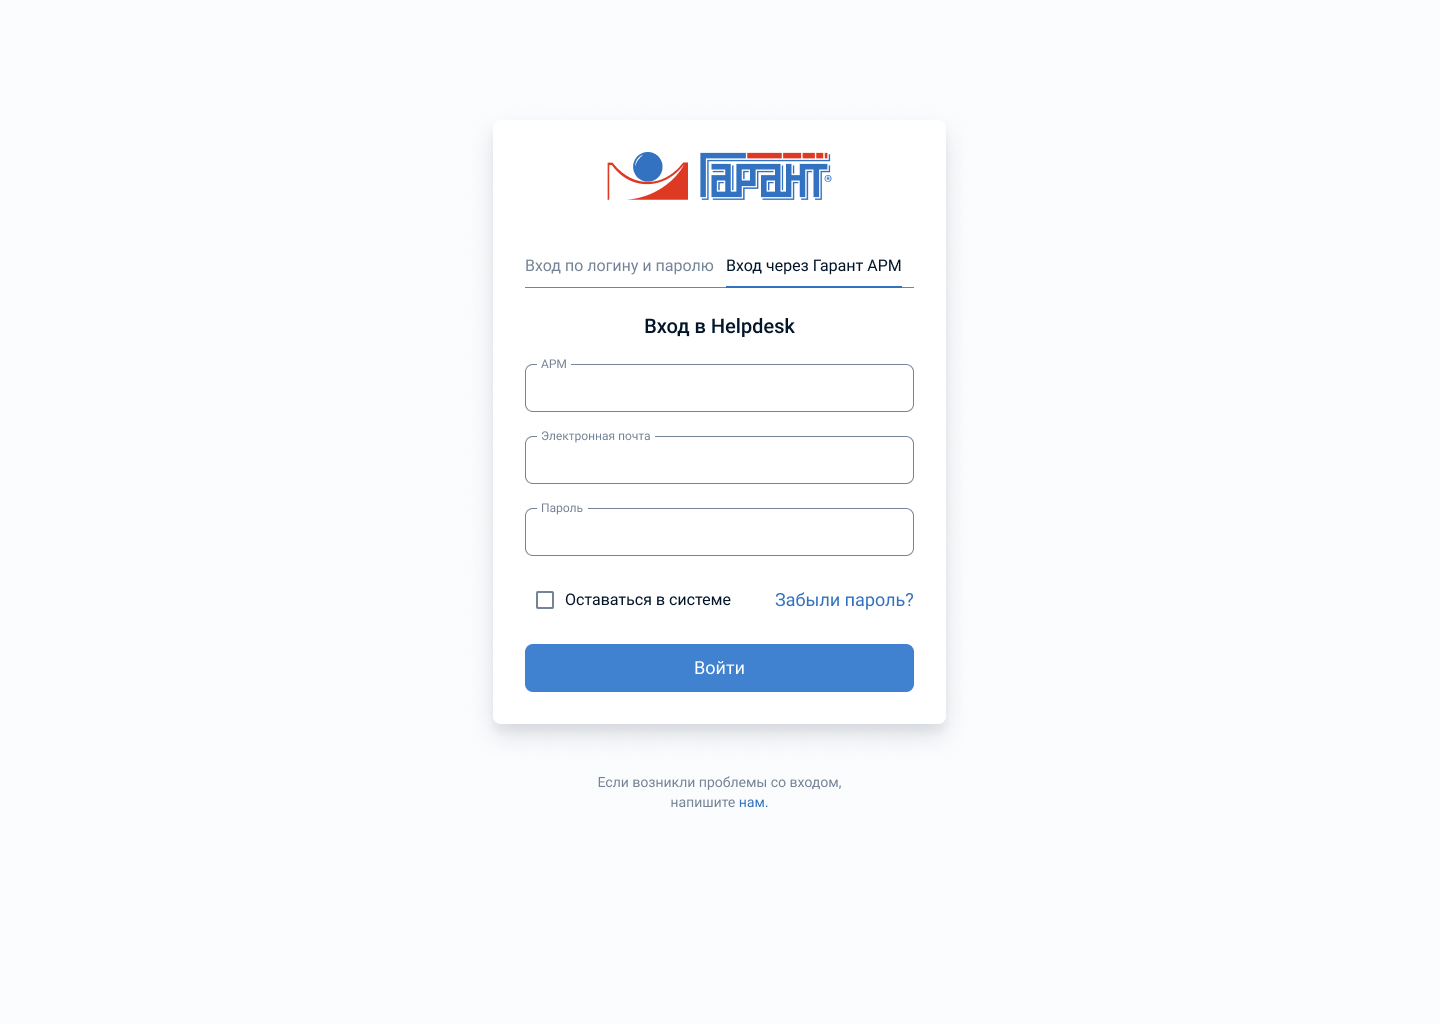 Гарант®
Вход по логину и паролю Вход через Гарант АРМ
Вход в Helpdesk
АРМ
Электронная почта
Пароль
Оставаться в системе Забыли пароль?
Войти
Если возникли проблемы со входом,
напишите нам.